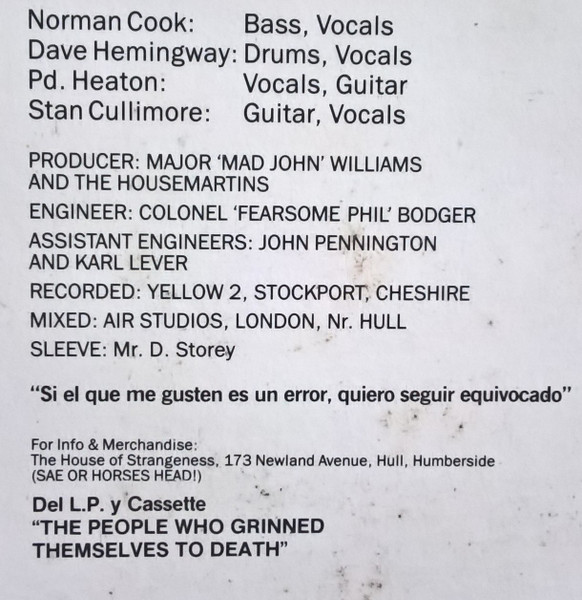 Norman Cook: Bass, Vocals
Dave Hemingway: Drums, Vocals
Pd. Heaton: Vocals, Guitar
Stan Cullimore: Guitar, Vocals
PRODUCER: MAJOR 'MAD JOHN' WILLIAMS
AND THE HOUSEMARTINS
ENGINEER: COLONEL 'FEARSOME PHIL' BODGER
ASSISTANT ENGINEERS: JOHN PENNINGTON
AND KARL LEVER
RECORDED: YELLOW 2, STOCKPORT, CHESHIRE
MIXED: AIR STUDIOS, LONDON, Nr. HULL
SLEEVE: Mr. D. Storey
“Si el que me gusten es un error, quiero seguir equivocado”
For Info & Merchandise:
The House of Strangeness, 173 Newland Avenue, Hull, Humberside
(SAE OR HORSES HEAD!)
Del L.P. y Cassette
“THE PEOPLE WHO GRINNED
THEMSELVES TO DEATH”